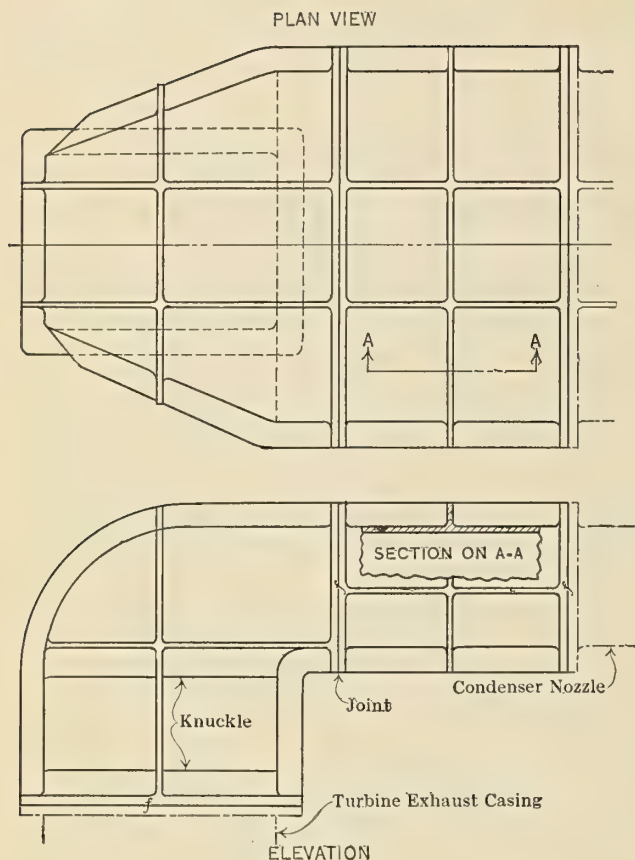 PLAN VIEW
A A
SECTION ON A-A
Condenser Nozzle
Joint
Knuckle
f
Turbine Exhaust Casing
ELEVATION